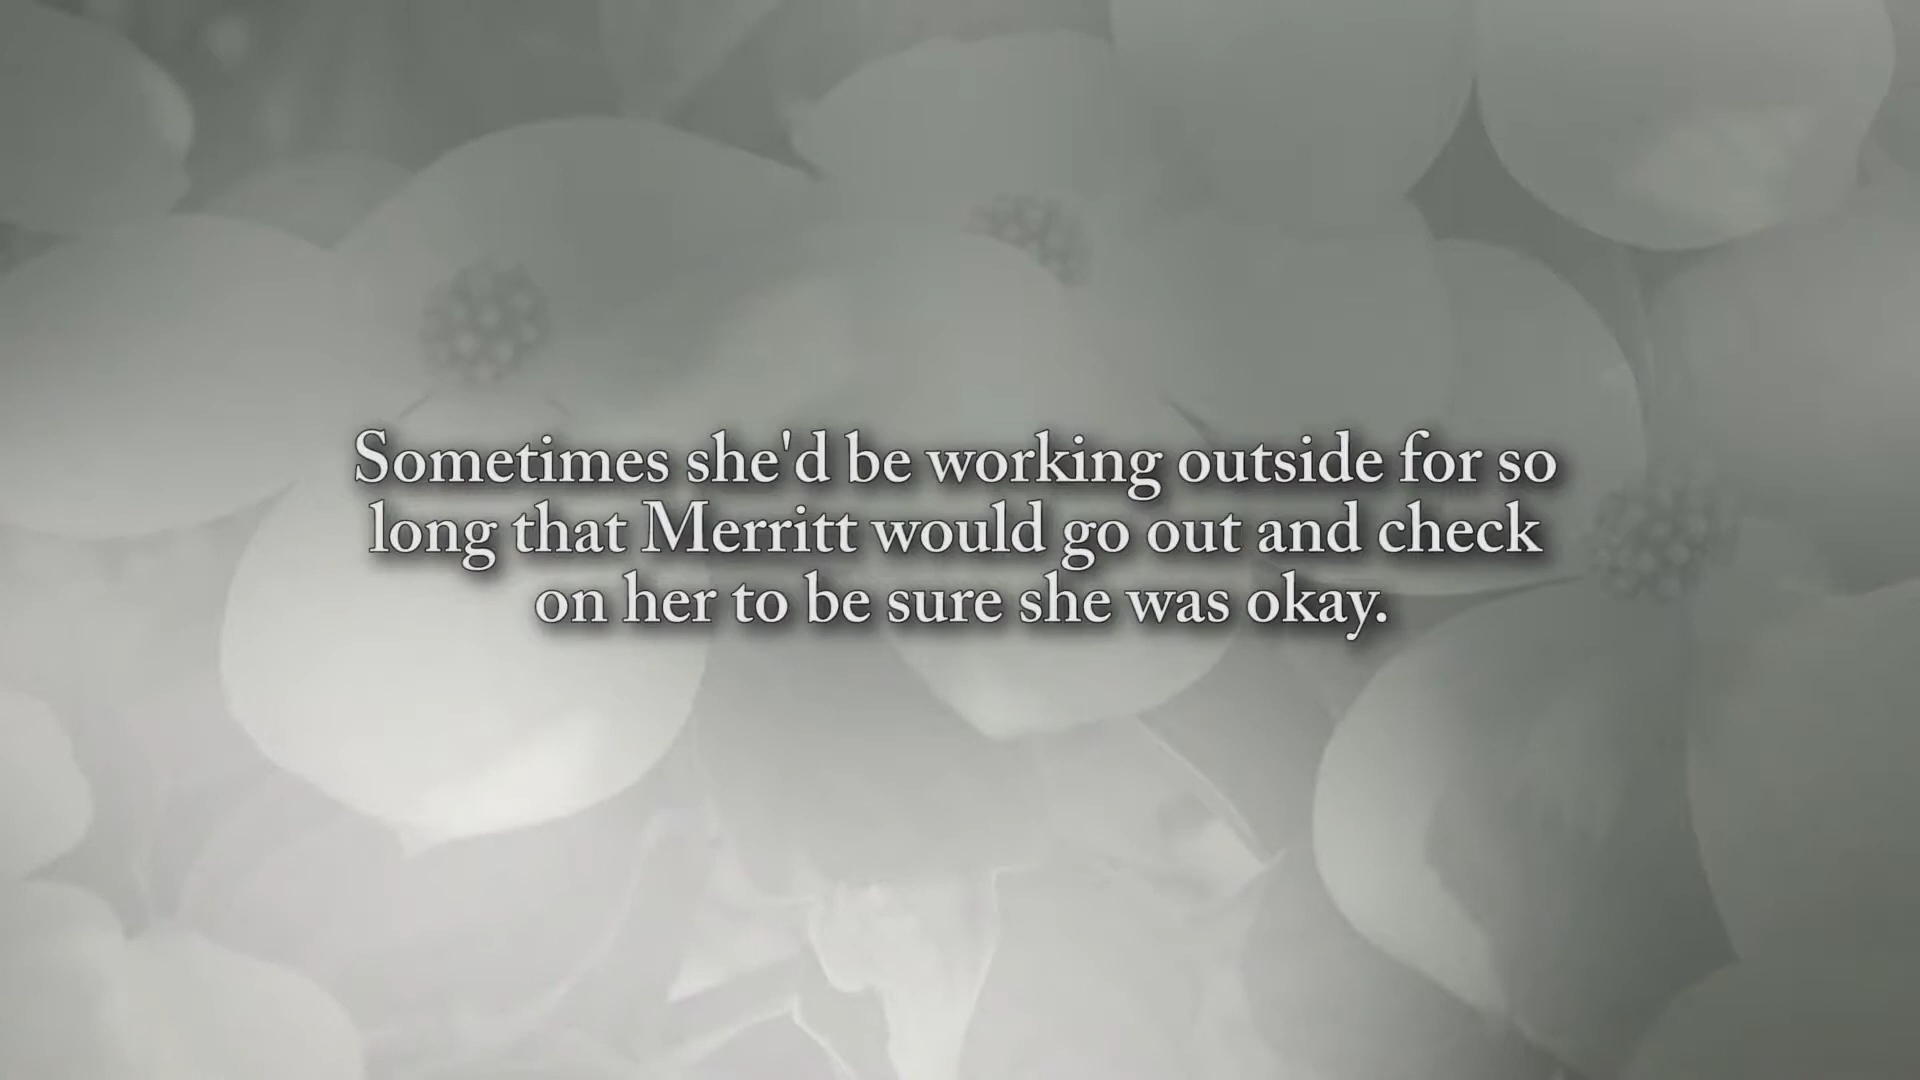 Sometimes she'd be working outside for so
long that Merritt would go out and check
on her to be sure she was okay.